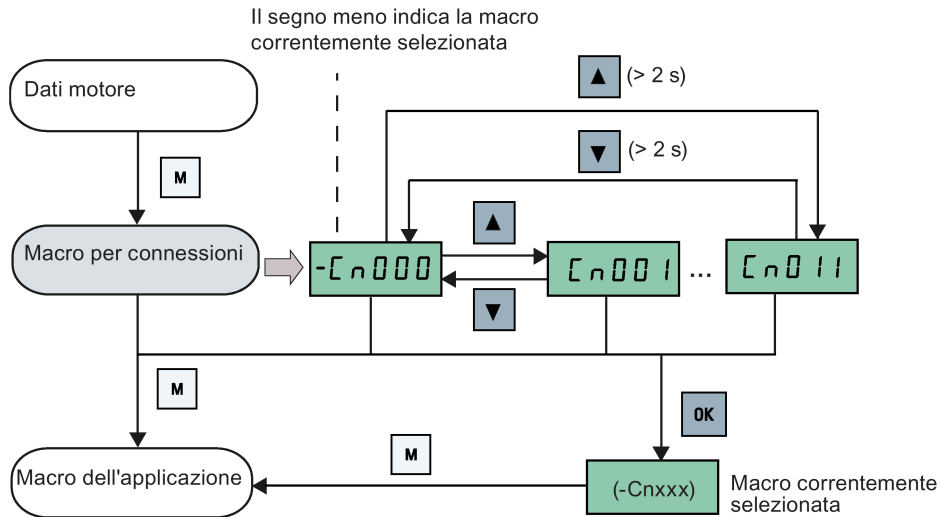 Il segno meno indica la macro
correntemente selezionata
▲ (> 2 s)
Dati motore
▼ (> 2 s)
M
▲
Macro per connessioni
-Cn000
Cn001
...
Cn011
▼
M
OK
M
Macro dell'applicazione
(-Cnxxx)
Macro correntemente
selezionata